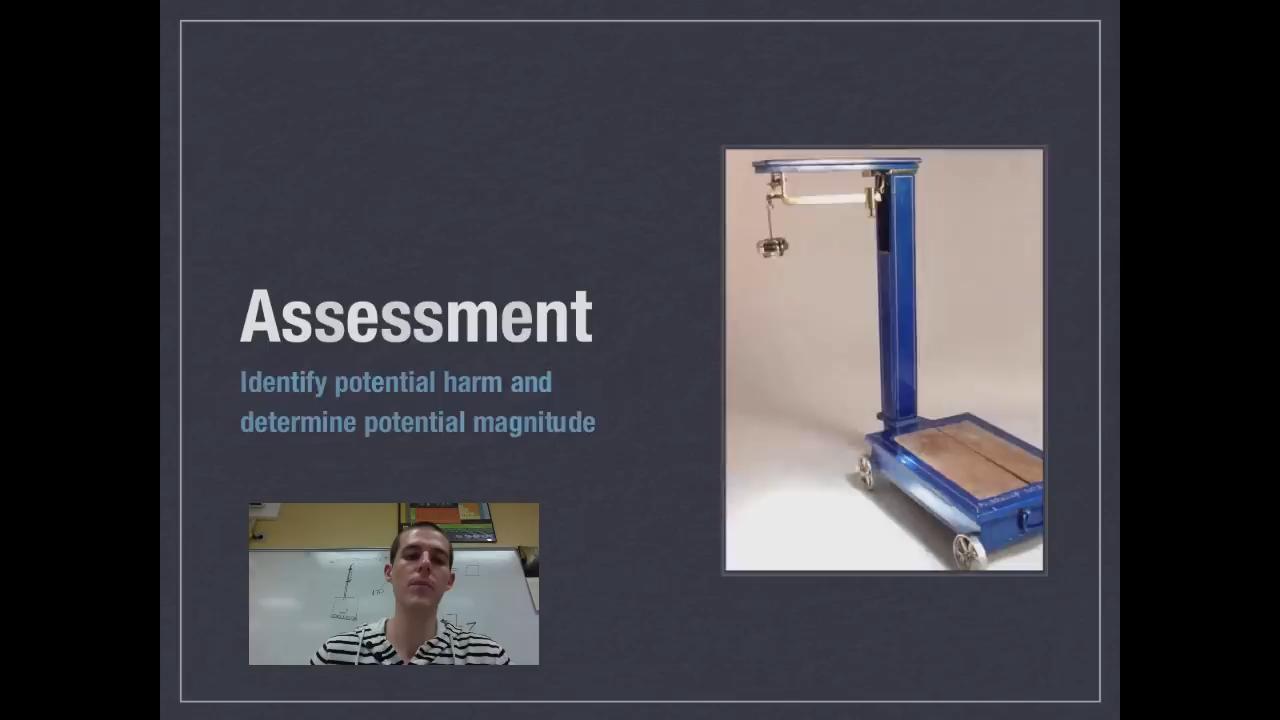 Assessment
Identify potential harm and
determine potential magnitude